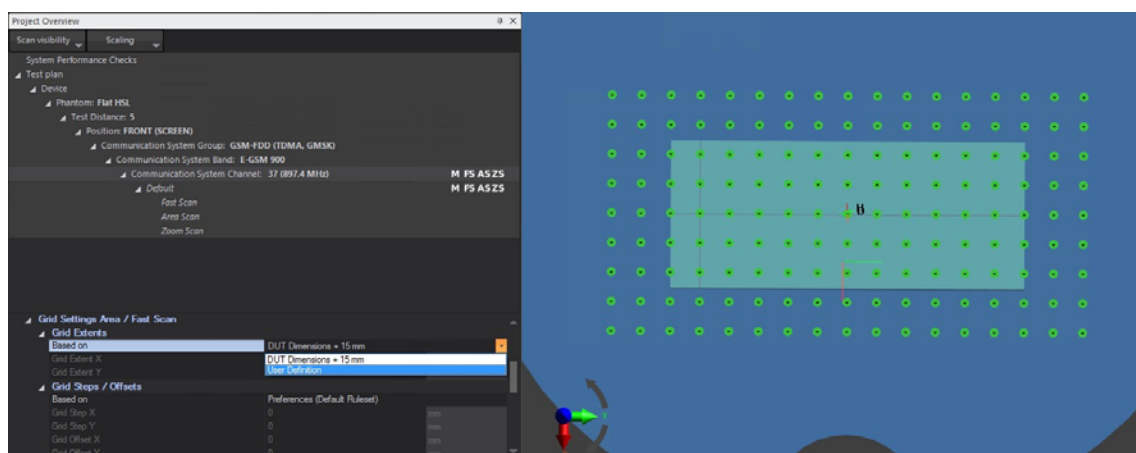 Project Overview
Scan visibility Scaling
System Performance Checks
Test plan
Device
Phantom: Flat HSL
Test Distance: 5
Position: FRONT (SCREEN)
Communication System Group: GSM-FDD (TDMA, GMSK)
Communication System Band: E-GSM 900
Communication System Channel: 37 (897.4 MHz) M FS AS ZS
Default M FS AS ZS
Fast Scan
Area Scan
Zoom Scan
Grid Settings Area / Fast Scan
Grid Extents
Based on DUT Dimensions + 15 mm
Grid Extent X DUT Dimensions + 15 mm
Grid Extent Y User Definition
Grid Steps / Offsets
Based on Preferences (Default Ruleset)
Grid Step X 0 mm
Grid Step Y 0 mm
Grid Offset X 0 mm
Grid Offset Y 0 mm
y